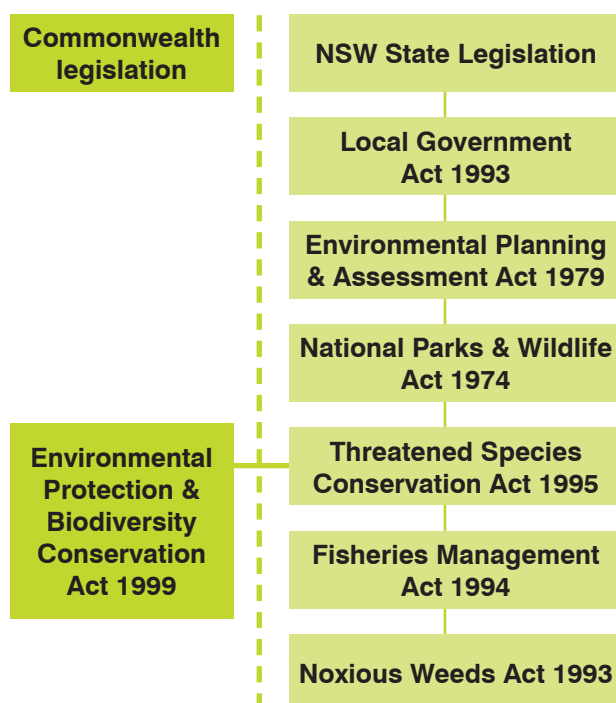 Commonwealth
legislation
NSW State Legislation
Local Government
Act 1993
Environmental Planning
& Assessment Act 1979
National Parks & Wildlife
Act 1974
Environmental
Protection &
Biodiversity
Conservation
Act 1999
Threatened Species
Conservation Act 1995
Fisheries Management
Act 1994
Noxious Weeds Act 1993